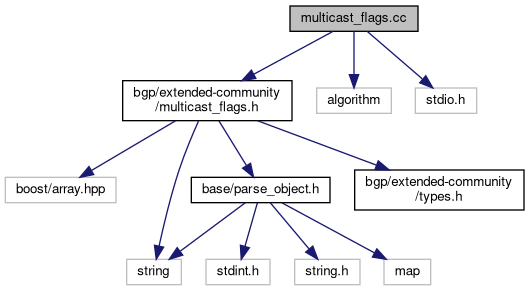 multicast_flags.cc
bgp/extended-community
/multicast_flags.h
algorithm
stdio.h
boost/array.hpp
base/parse_object.h
bgp/extended-community
/types.h
string
stdint.h
string.h
map